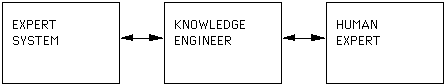 EXPERT
SYSTEM
KNOWLEDGE
ENGINEER
HUMAN
EXPERT